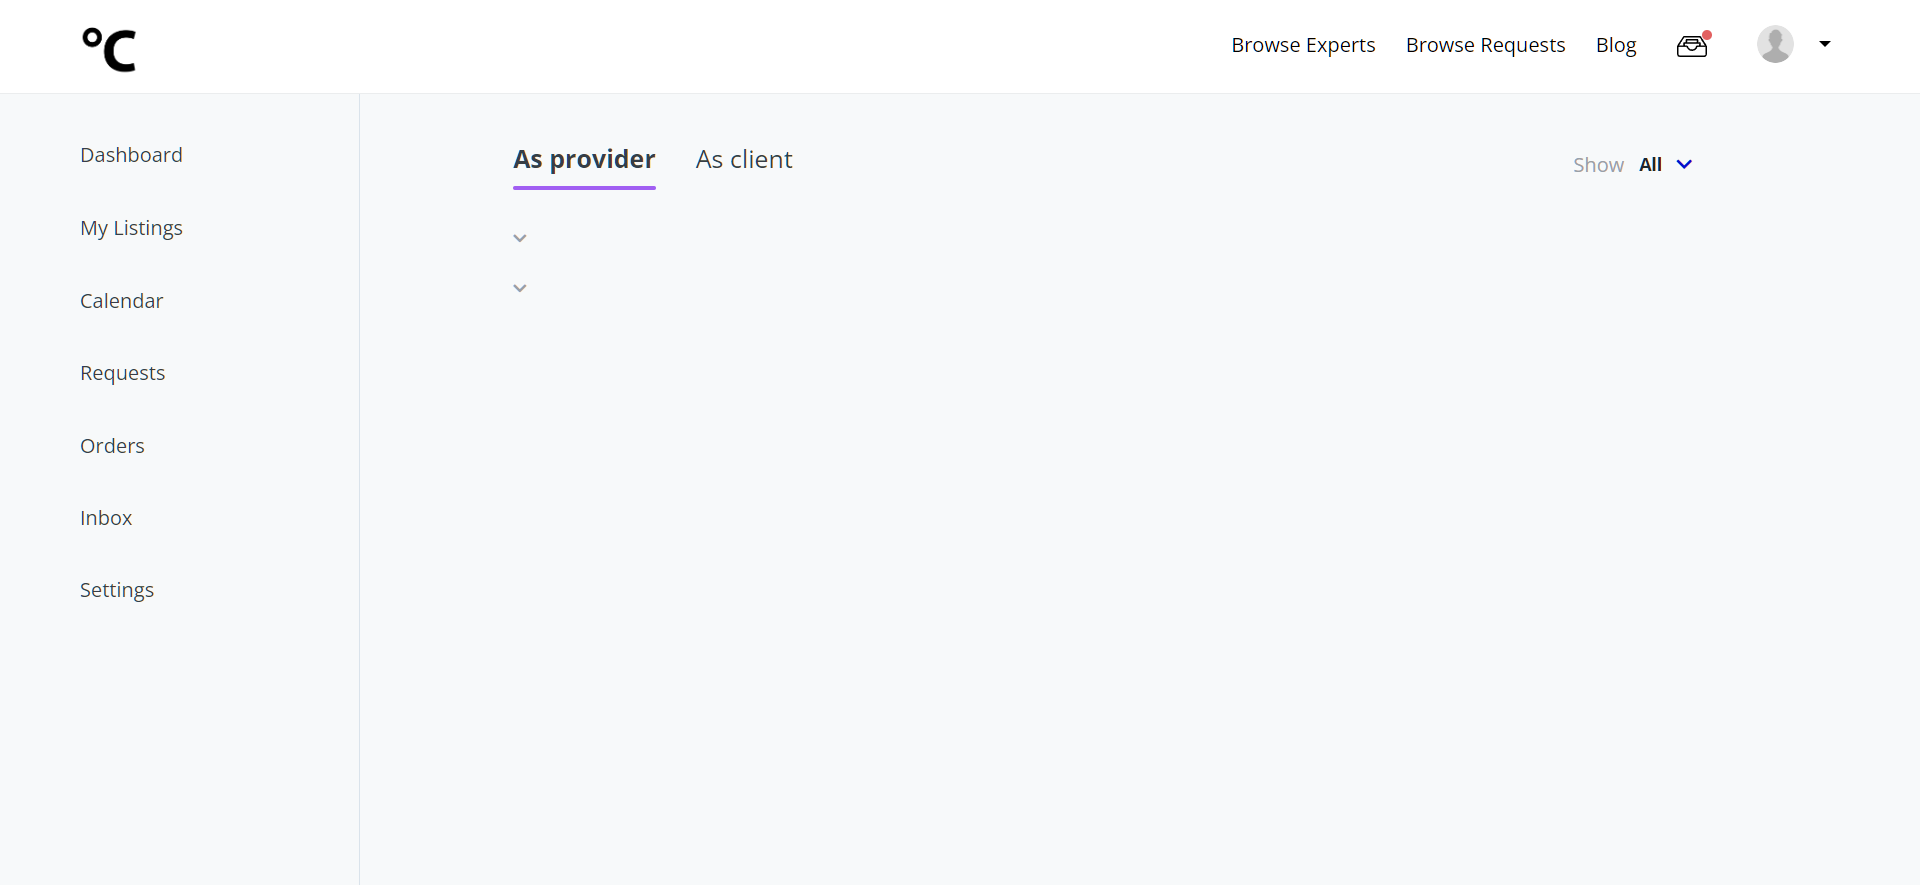 °C
Browse Experts
Browse Requests
Blog
Dashboard
My Listings
Calendar
Requests
Orders
Inbox
Settings
As provider
As client
Show All